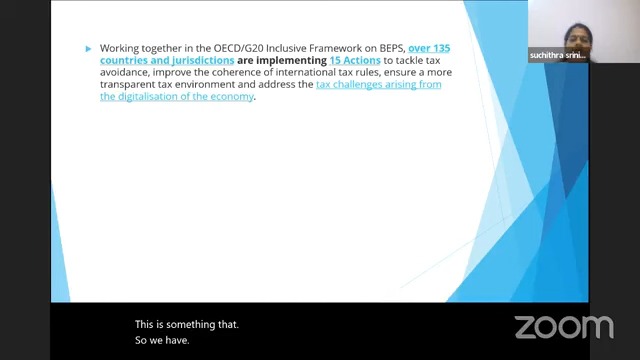 Working together in the OECD/G20 Inclusive Framework on BEPS, over 135
countries and jurisdictions are implementing 15 Actions to tackle tax
avoidance, improve the coherence of international tax rules, ensure a more
transparent tax environment and address the tax challenges arising from
the digitalisation of the economy.
suchithra srini...
This is something that.
So we have.
zoom